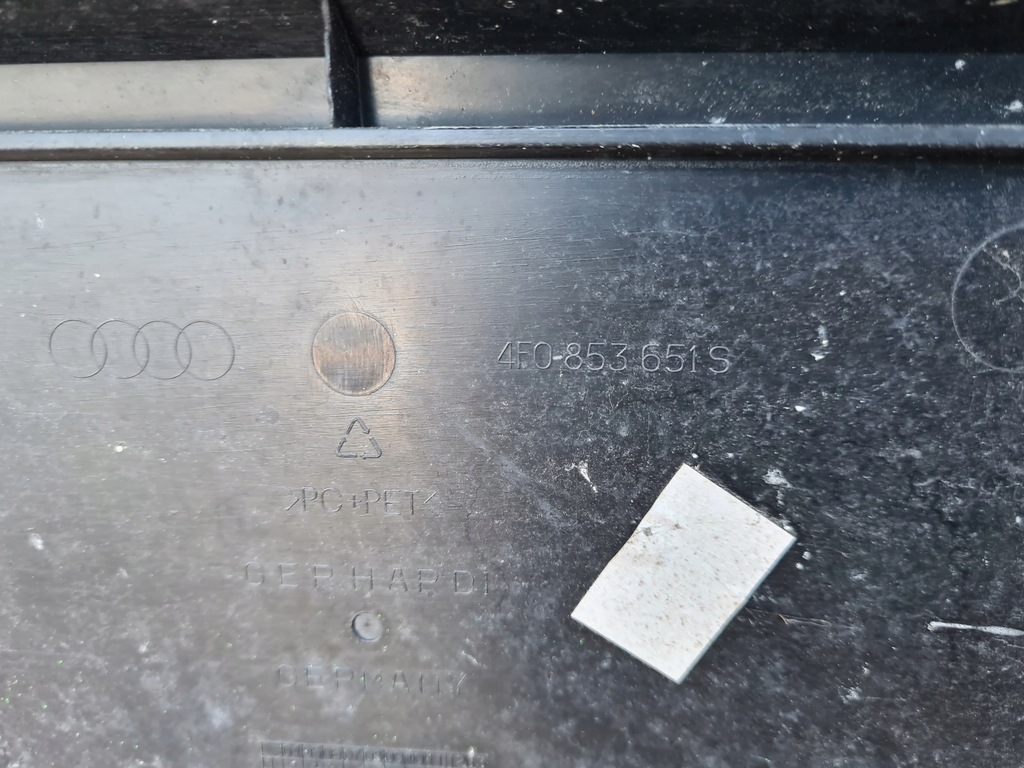 4F0 853 651 S
>PC+PET<
GERHARDI
GERMANY